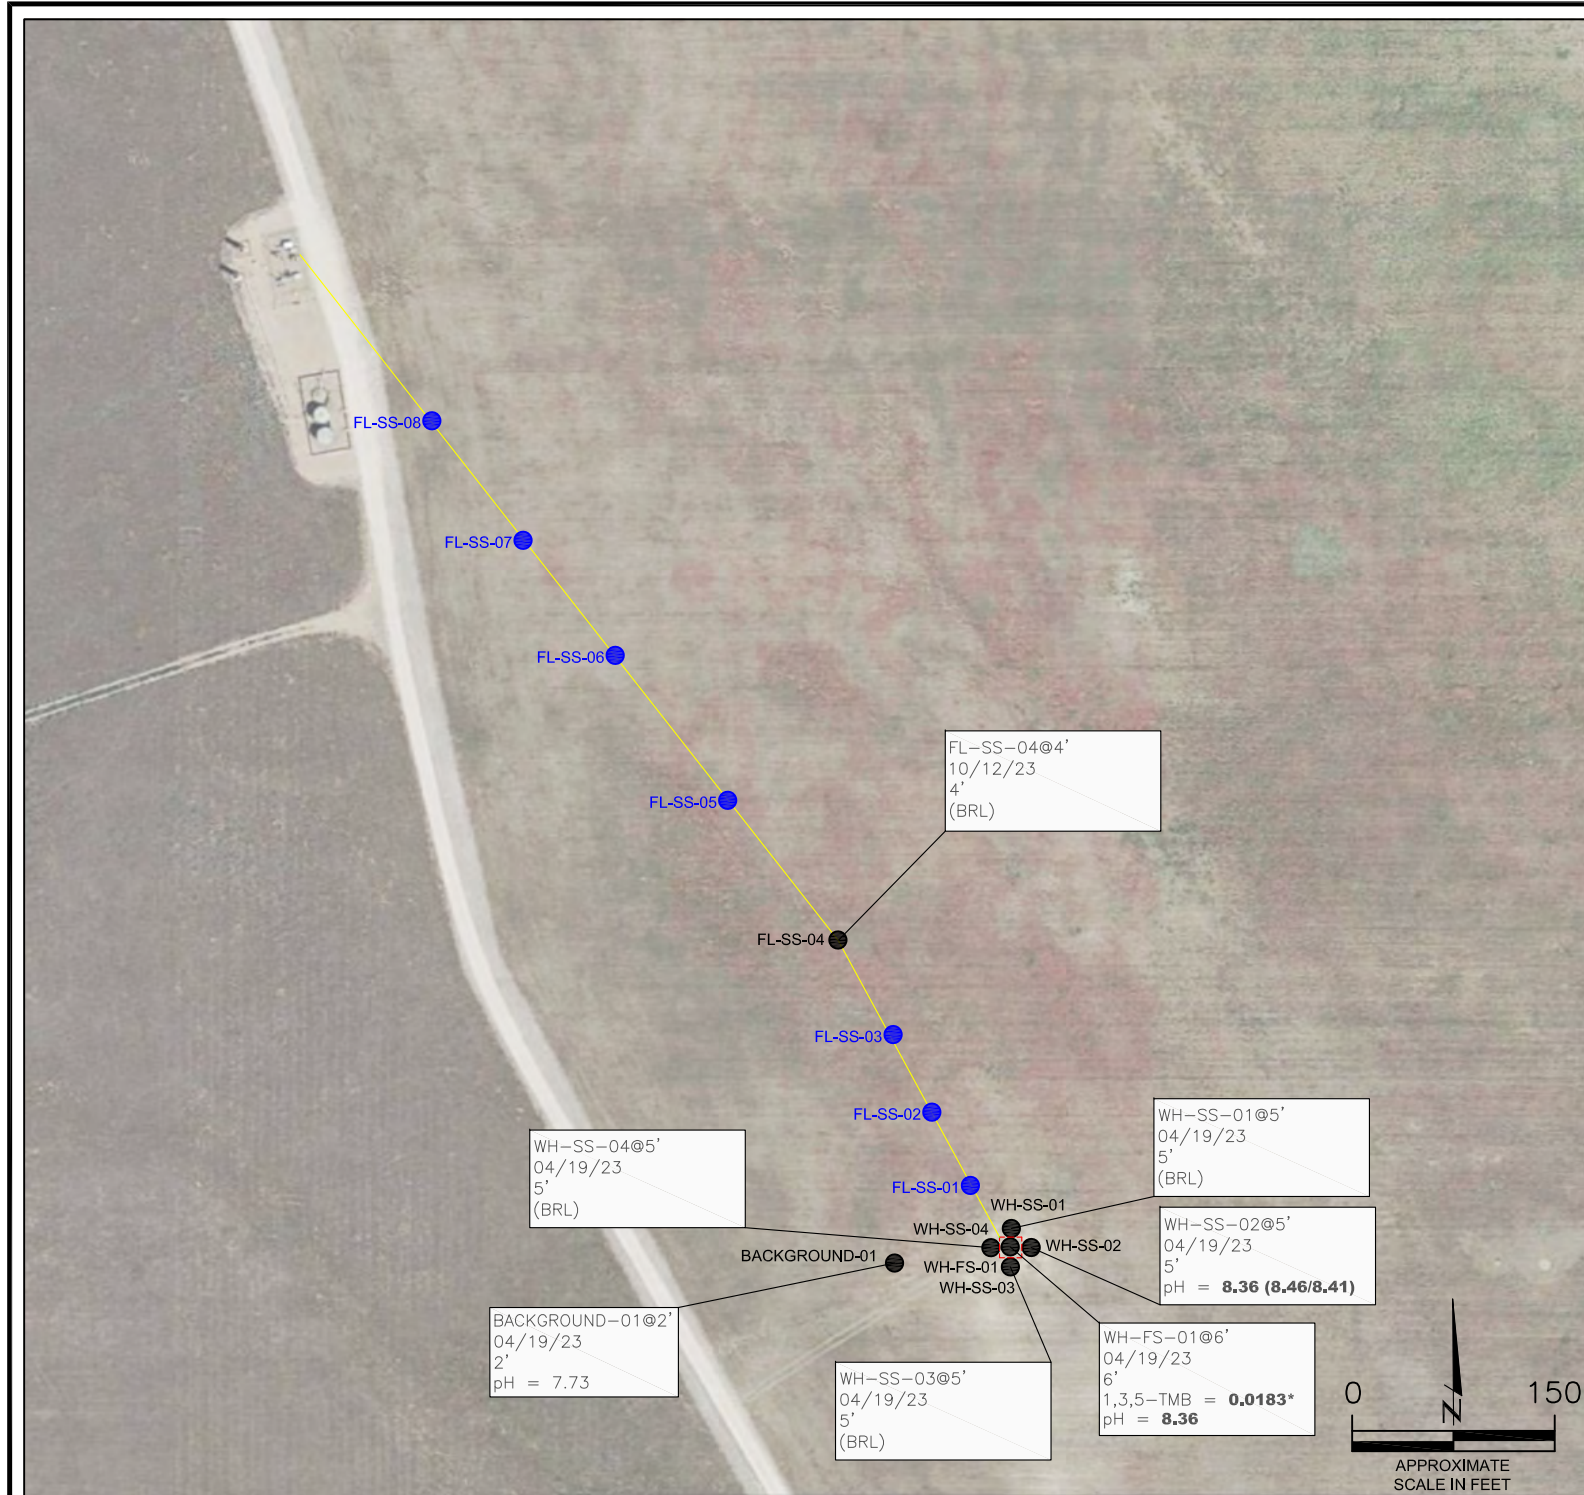 FL-SS-08
FL-SS-07
FL-SS-06
FL-SS-05
FL-SS-04@4'
10/12/23
4'
(BRL)
FL-SS-04
FL-SS-03
FL-SS-02
FL-SS-01
WH-SS-01@5'
04/19/23
5'
(BRL)
WH-SS-04@5'
04/19/23
5'
(BRL)
WH-SS-01
WH-SS-04
WH-SS-02
WH-FS-01
WH-SS-03
BACKGROUND-01
WH-SS-02@5'
04/19/23
5'
pH = 8.36 (8.46/8.41)
BACKGROUND-01@2'
04/19/23
2'
pH = 7.73
WH-SS-03@5'
04/19/23
5'
(BRL)
WH-FS-01@6'
04/19/23
6'
1,3,5-TMB = 0.0183*
pH = 8.36
0 150
N
APPROXIMATE
SCALE IN FEET